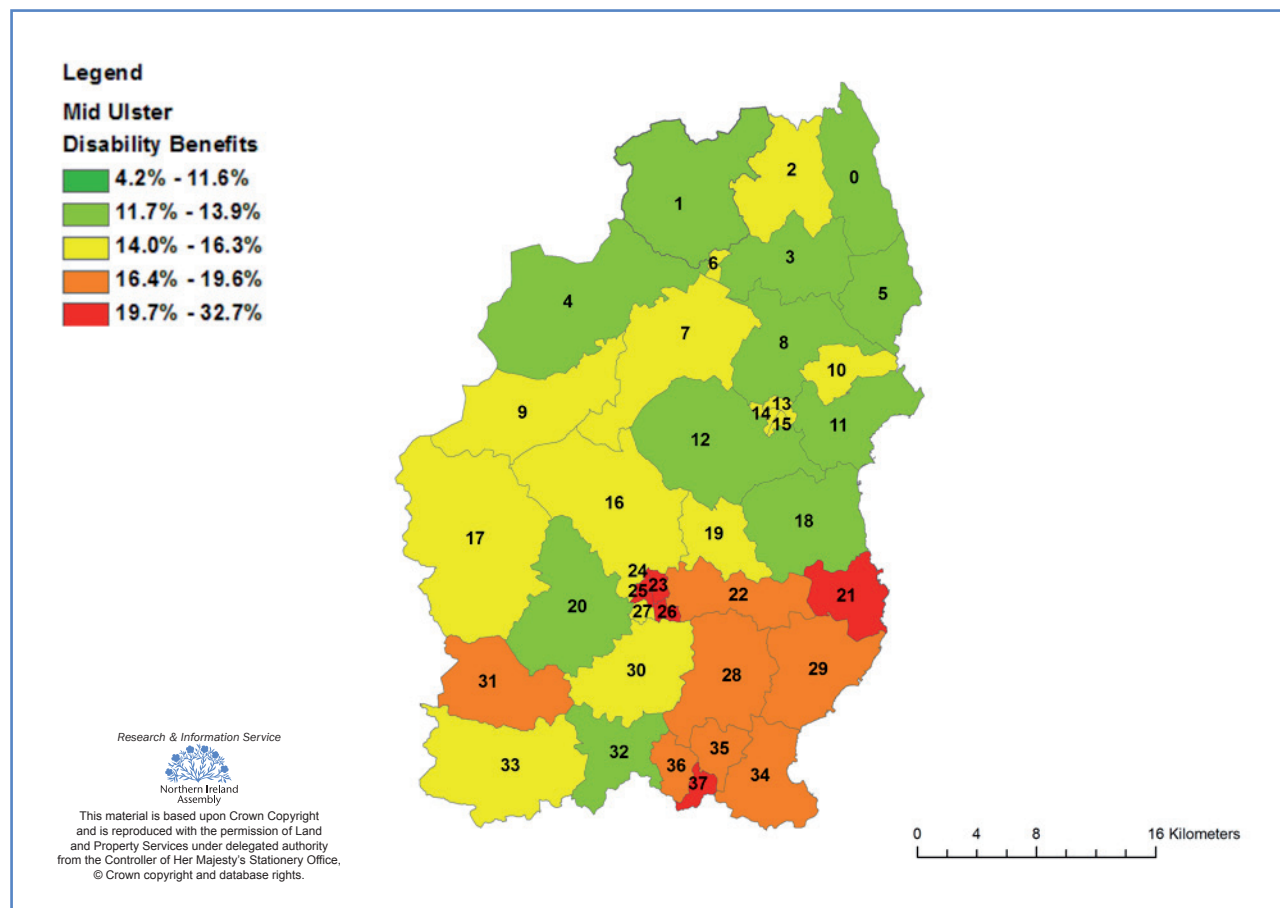 Legend
Mid Ulster
Disability Benefits
4.2% - 11.6%
11.7% - 13.9%
14.0% - 16.3%
16.4% - 19.6%
19.7% - 32.7%
0
1
2
3
4
5
6
7
8
9
10
11
12
13
14
15
16
17
18
19
20
21
22
23
24
25
26
27
28
29
30
31
32
33
34
35
36
37
Research & Information Service
Northern Ireland
Assembly
This material is based upon Crown Copyright
and is reproduced with the permission of Land
and Property Services under delegated authority
from the Controller of Her Majesty's Stationery Office,
© Crown copyright and database rights.
0 4 8 16 Kilometers